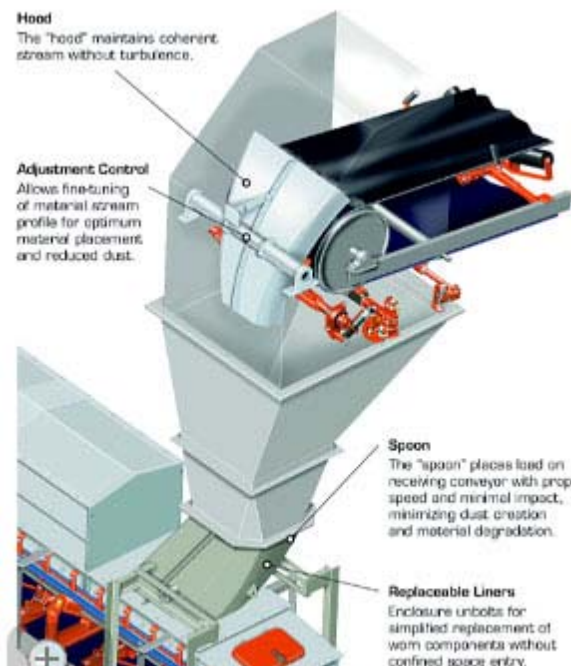 Hood
The "hood" maintains coherent
stream without turbulence.
Adjustment Control
Allows fine-tuning
of material stream
profile for optimum
material placement
and reduced dust.
Spoon
The "spoon" places load on
receiving conveyor with prop
speed and minimal impact,
minimizing dust creation
and material degradation.
Replaceable Liners
Enclosure unbolts for
simplified replacement of
worn components without
confined space entry.